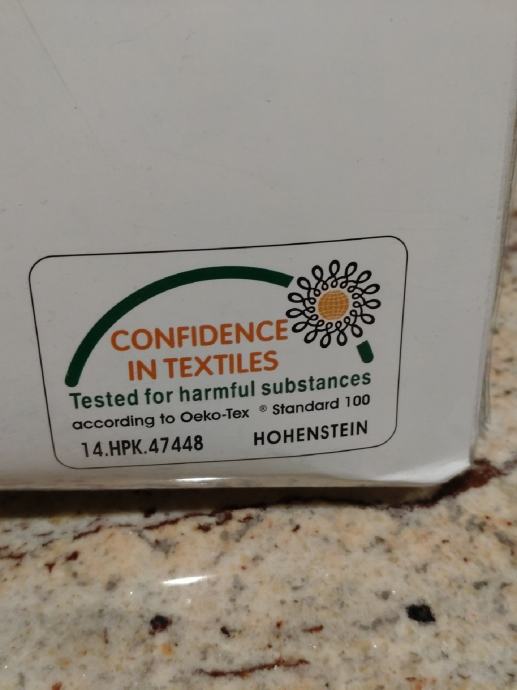 CONFIDENCE
IN TEXTILES
Tested for harmful substances
according to Oeko-Tex ® Standard 100
14.HPK.47448 HOHENSTEIN